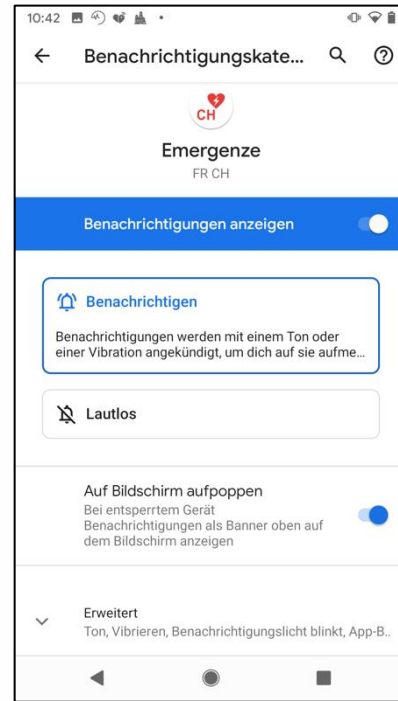 10:42
Benachrichtigungskate...
CH
Emergenze
FR CH
Benachrichtigungen anzeigen
Benachrichtigen
Benachrichtigungen werden mit einem Ton oder
einer Vibration angekündigt, um dich auf sie aufme...
Lautlos
Auf Bildschirm aufpoppen
Bei entsperrtem Gerät
Benachrichtigungen als Banner oben auf
dem Bildschirm anzeigen
Erweitert
Ton, Vibrieren, Benachrichtigungslicht blinkt, App-B..